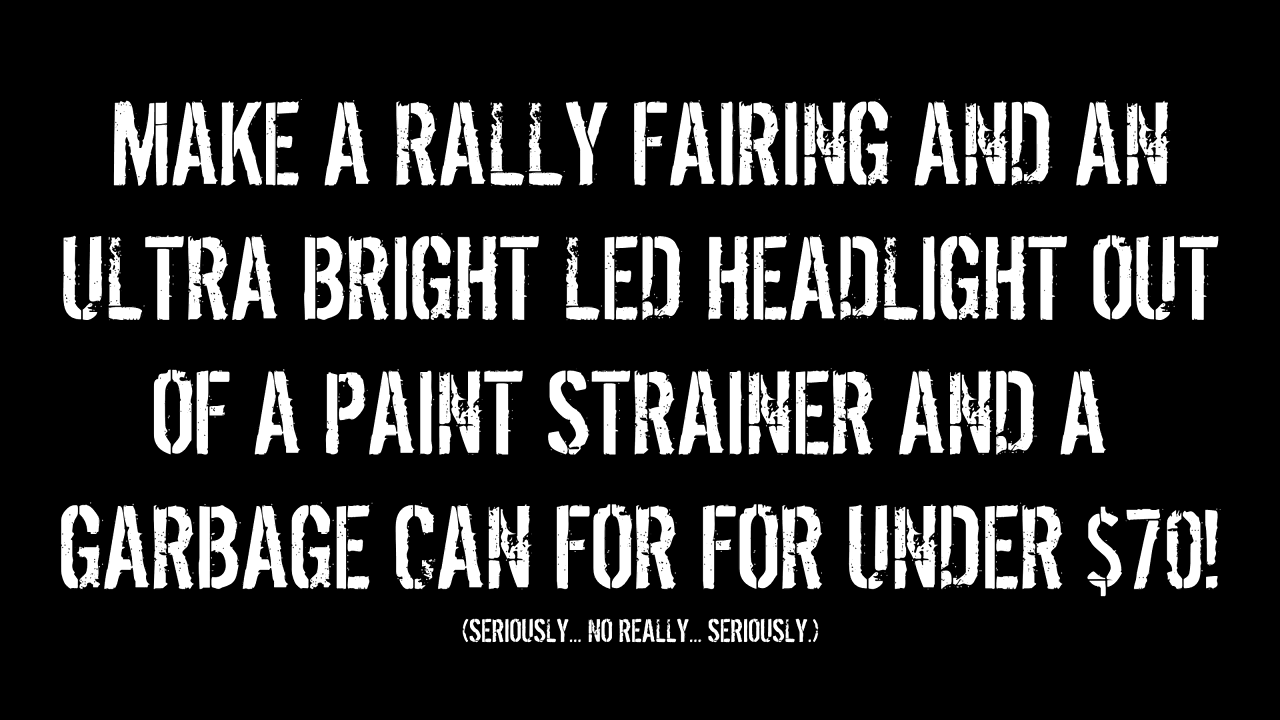 MAKE A RALLY FAIRING AND AN
ULTRA BRIGHT LED HEADLIGHT OUT
OF A PAINT STRAINER AND A
GARBAGE CAN FOR FOR UNDER $70!
(SERIOUSLY... NO REALLY... SERIOUSLY.)